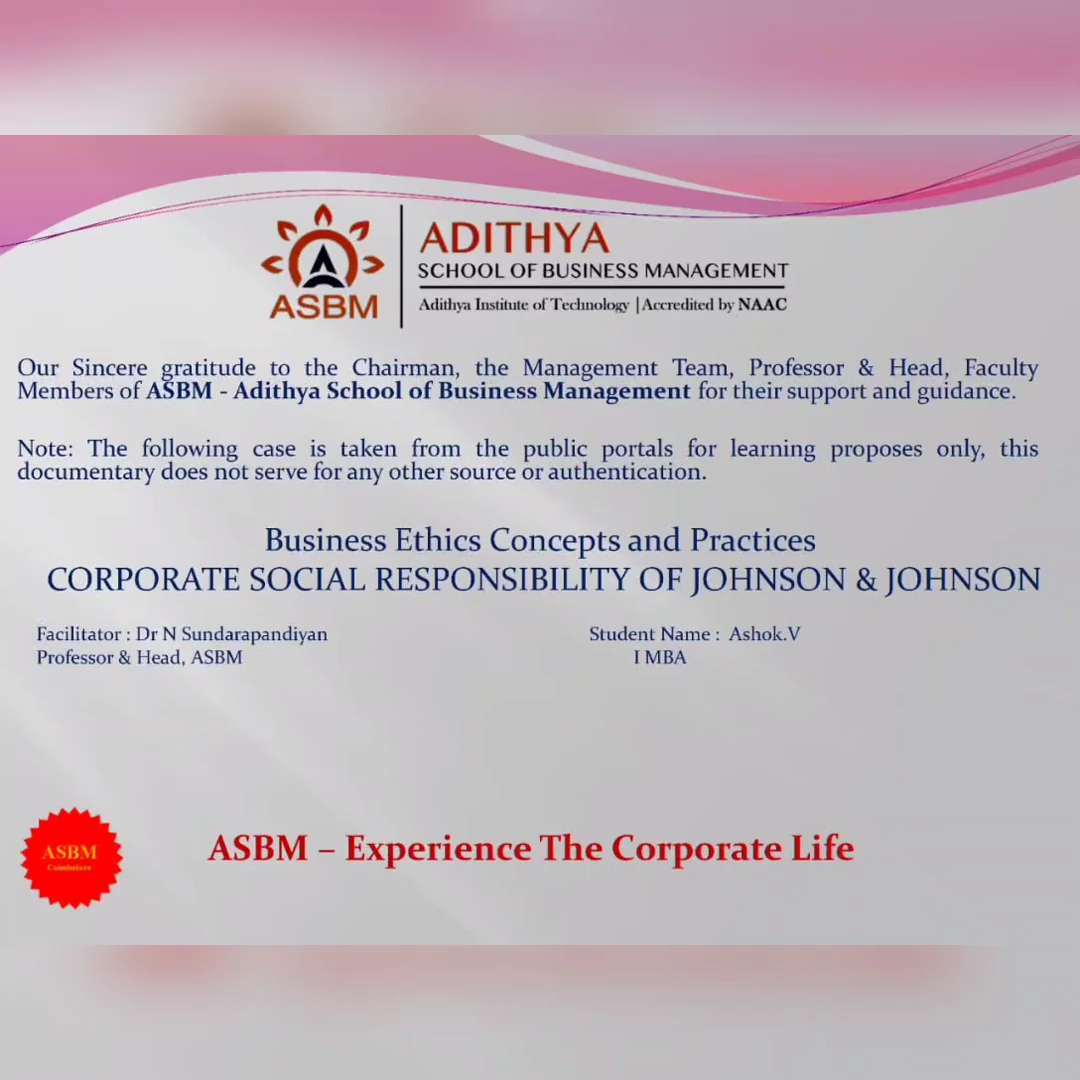 ADITHYA
SCHOOL OF BUSINESS MANAGEMENT
ASBM
Adithya Institute of Technology | Accredited by NAAC
Our Sincere gratitude to the Chairman, the Management Team, Professor & Head, Faculty
Members of ASBM - Adithya School of Business Management for their support and guidance.
Note: The following case is taken from the public portals for learning proposes only, this
documentary does not serve for any other source or authentication.
Business Ethics Concepts and Practices
CORPORATE SOCIAL RESPONSIBILITY OF JOHNSON & JOHNSON
Facilitator : Dr N Sundarapandiyan
Professor & Head, ASBM
Student Name : Ashok.V
I MBA
ASBM
Coimbatore
ASBM – Experience The Corporate Life